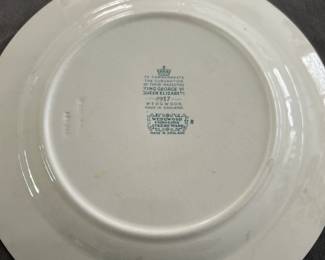 TO COMMEMORATE
THE CORONATION
OF THEIR MAJESTIES
KING GEORGE VI
QUEEN ELIZABETH
1937
WEDGWOOD
MADE IN ENGLAND
WEDGWOOD
MADE IN ENGLAND